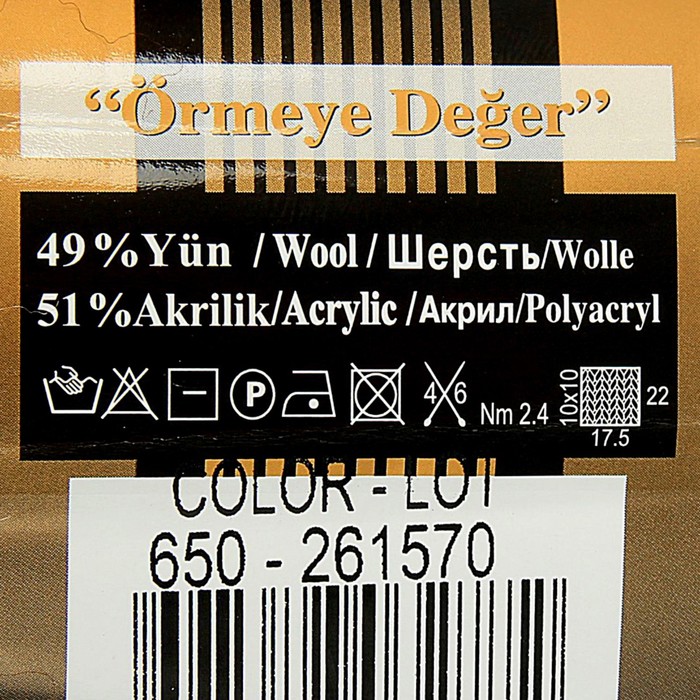 “Örmeye Değer”
49%Yün / Wool / Шерсть/Wolle
51%Akrilik/Acrylic /Акрил/Polyacryl
P 4 6 Nm 2.4 10x10 22
17.5
COLOR - LOT
650 - 261570